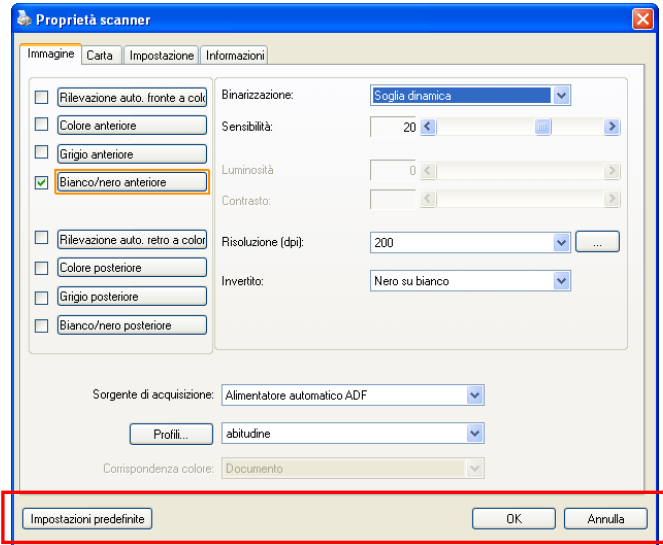 Proprietà scanner
Immagine Carta Impostazione Informazioni
Rilevazione auto. fronte a colo
Colore anteriore
Grigio anteriore
Bianco/nero anteriore
Rilevazione auto. retro a color
Colore posteriore
Grigio posteriore
Bianco/nero posteriore
Binarizzazione: Soglia dinamica
Sensibilità: 20
Luminosità 0
Contrasto:
Risoluzione (dpi): 200 ...
Invertito: Nero su bianco
Sorgente di acquisizione: Alimentatore automatico ADF
Profili... abitudine
Corrispondenza colore: Documento
Impostazioni predefinite OK Annulla